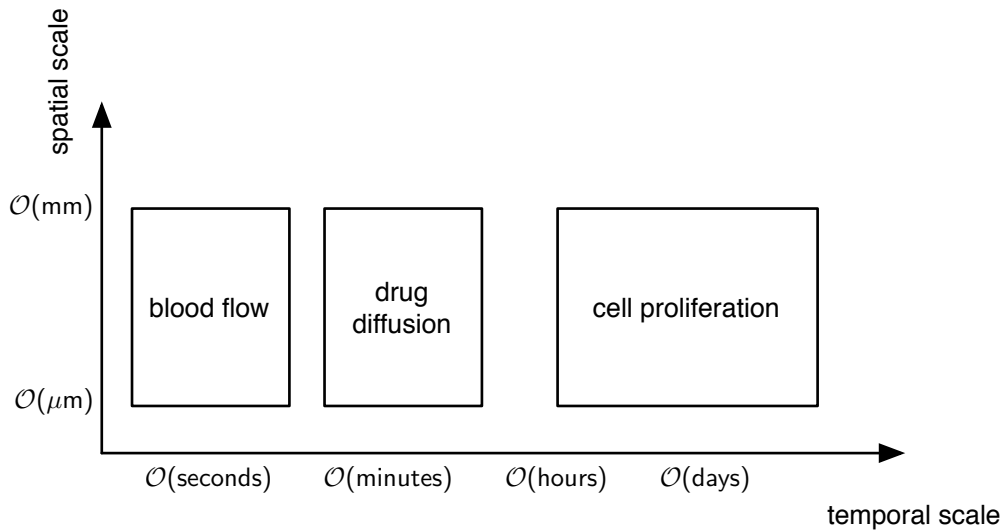 spatial scale
𝒪(mm)
blood flow
drug
diffusion
cell proliferation
𝒪(μm)
𝒪(seconds)
𝒪(minutes)
𝒪(hours)
𝒪(days)
temporal scale